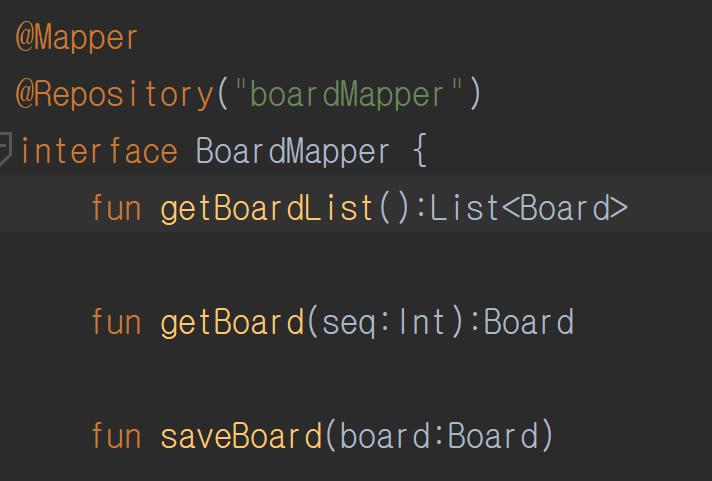 @Mapper
@Repository("boardMapper")
interface BoardMapper {
fun getBoardList():List<Board>
fun getBoard(seq:Int):Board
fun saveBoard(board:Board)